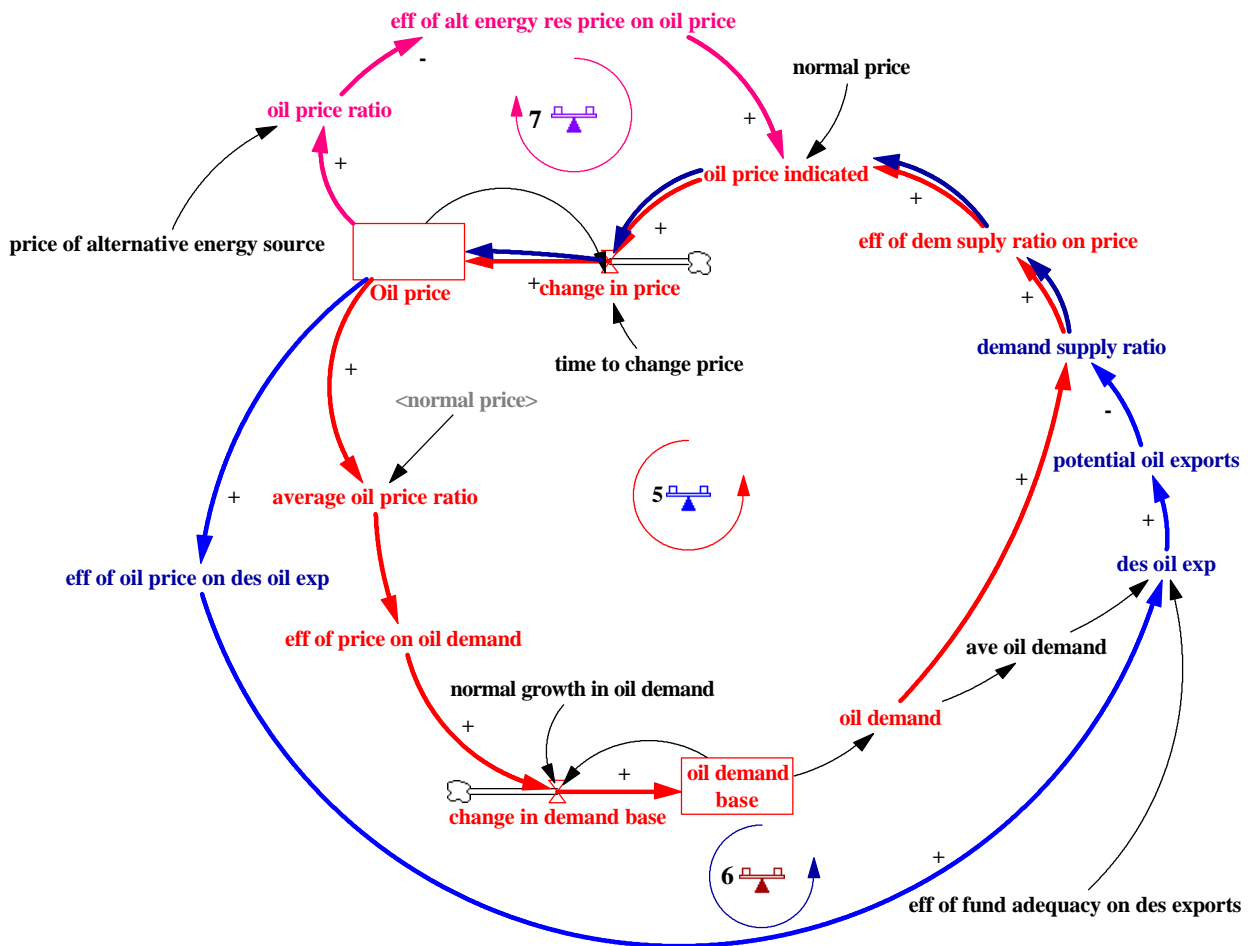 eff of alt energy res price on oil price
-
normal price
oil price ratio
7
+
+
oil price indicated
+
+
price of alternative energy source
eff of dem suply ratio on price
+
change in price
Oil price
+
demand supply ratio
time to change price
+
<normal price>
-
potential oil exports
average oil price ratio
5
+
+
+
eff of oil price on des oil exp
des oil exp
eff of price on oil demand
ave oil demand
normal growth in oil demand
oil demand
+
+
oil demand
base
change in demand base
+
6
eff of fund adequacy on des exports